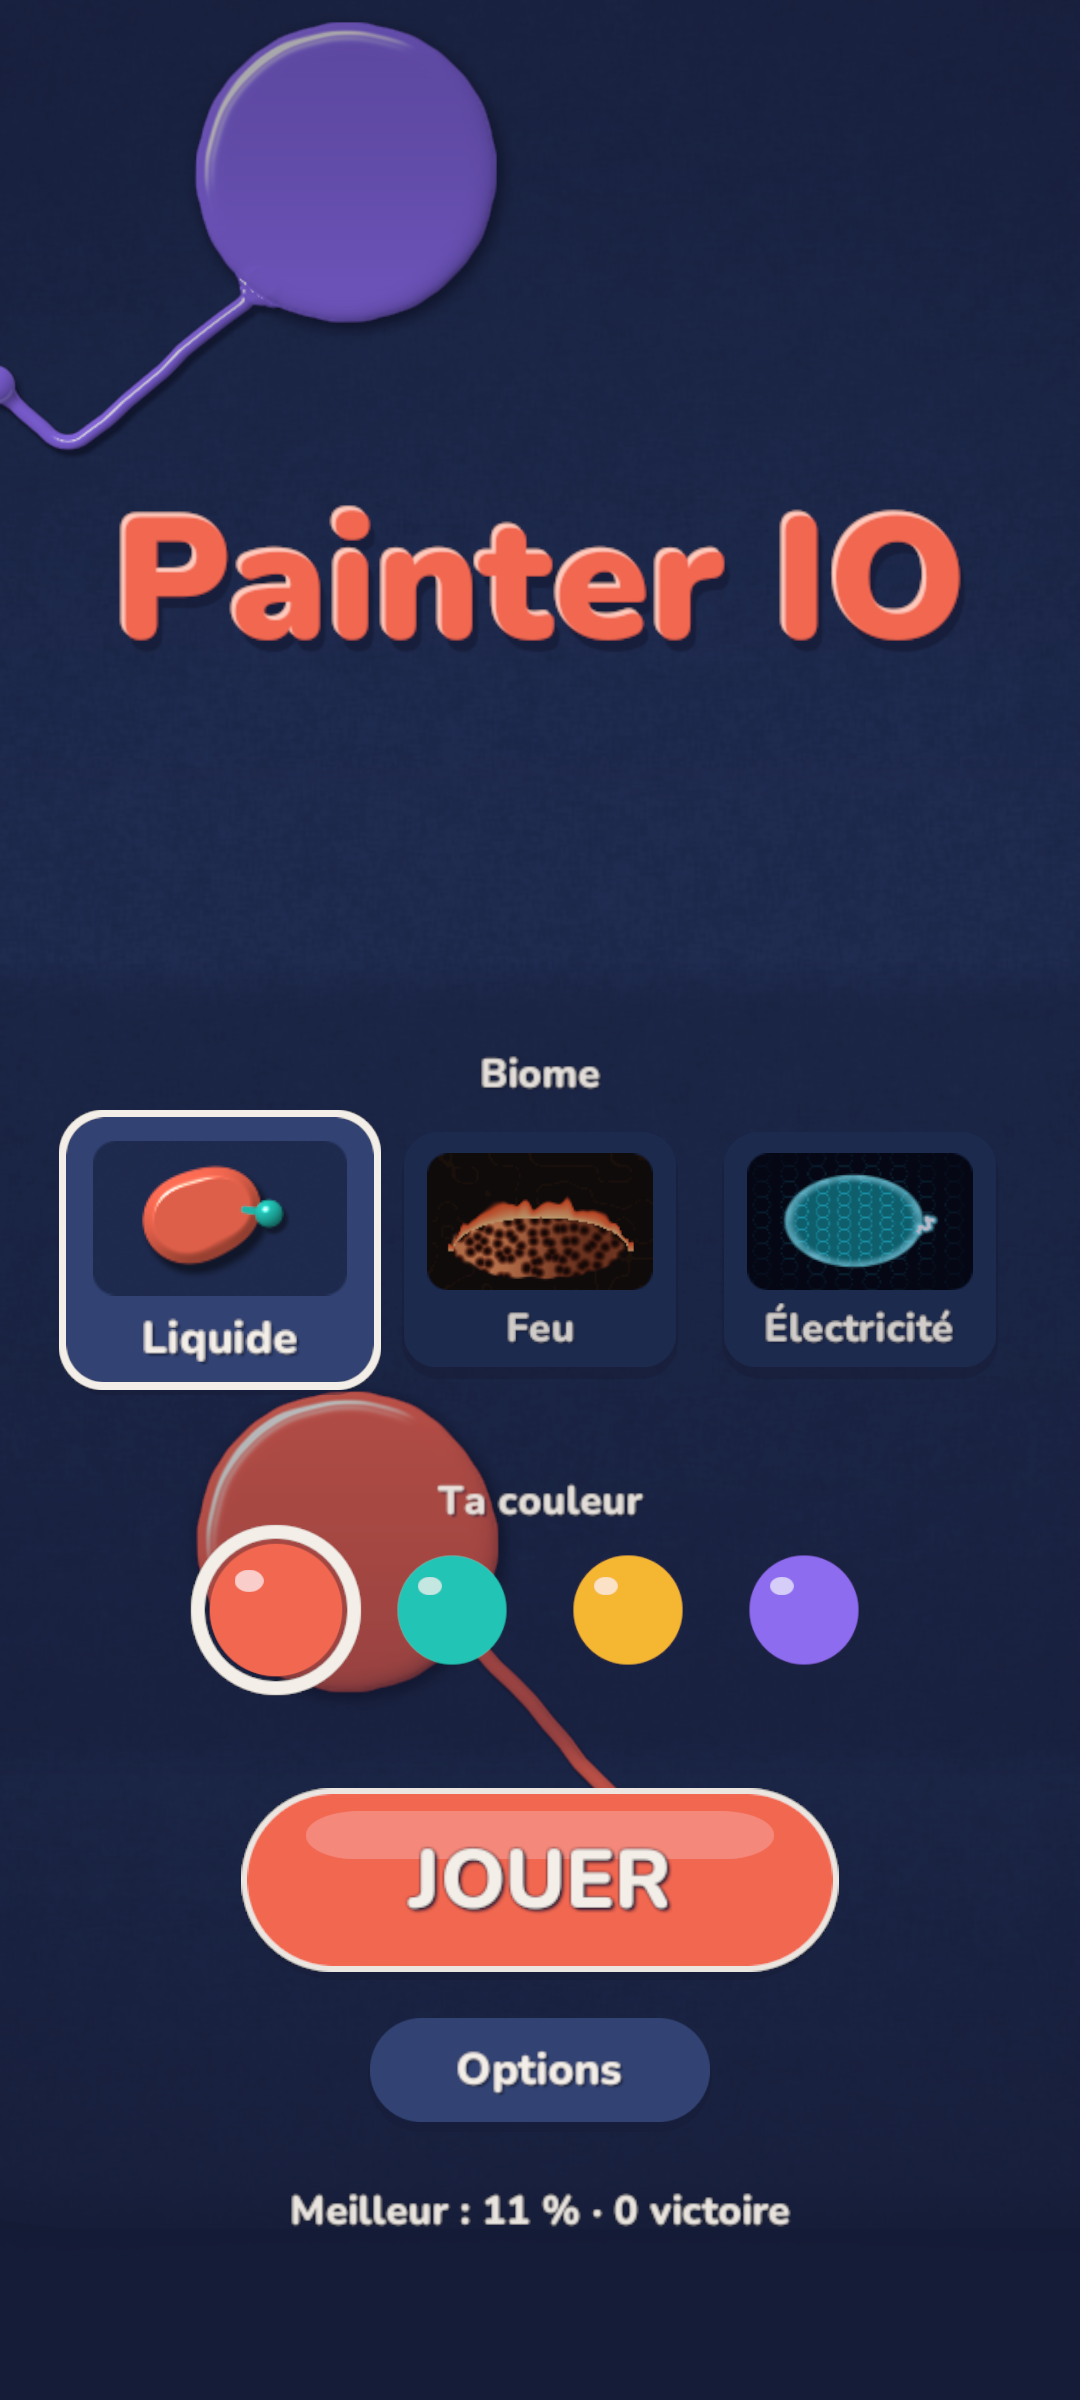 Painter IO
Biome
Liquide
Feu
Électricité
Ta couleur
JOUER
Options
Meilleur : 11 % · 0 victoire